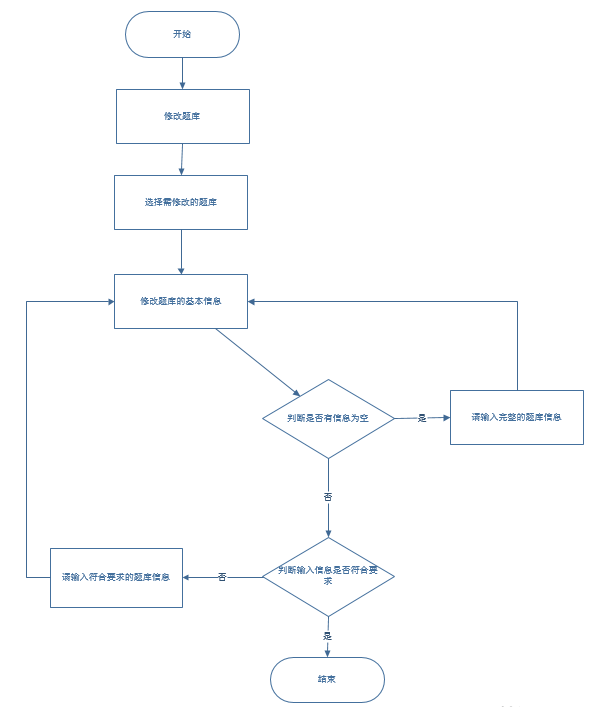 开始
修改题库
选择需修改的题库
修改题库的基本信息
判断是否有信息为空
是
请输入完整的题库信息
否
判断输入信息是否符合要
求
否
请输入符合要求的题库信息
是
结束